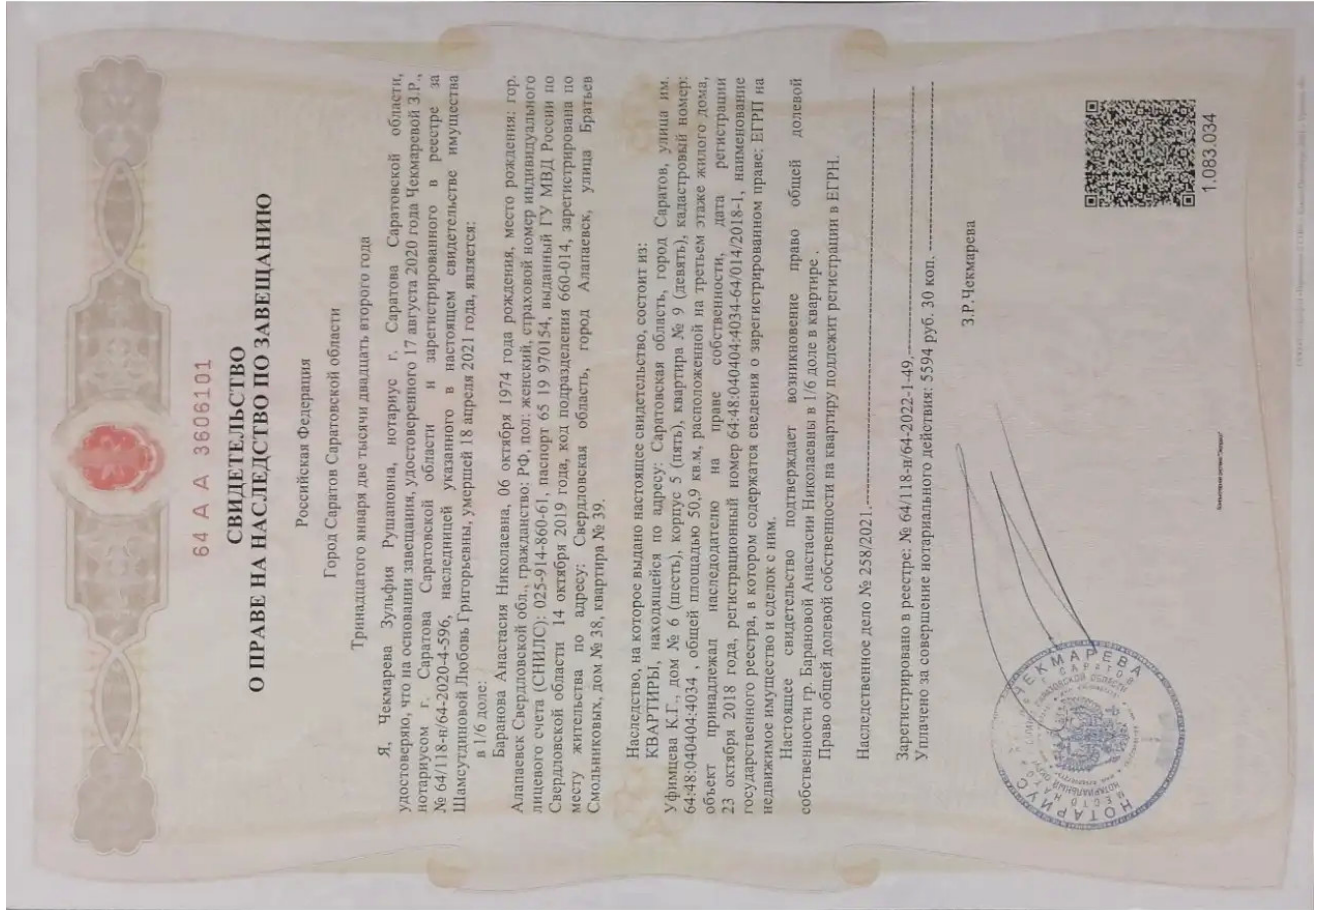 64 А А 3606101
СВИДЕТЕЛЬСТВО
О ПРАВЕ НА НАСЛЕДСТВО ПО ЗАВЕЩАНИЮ
Российская Федерация
Город Саратов Саратовской области
Тринадцатого января две тысячи двадцать второго года
Я, Чекмарева Зульфия Рушановна, нотариус г. Саратова Саратовской области,
удостоверяю, что на основании завещания, удостоверенного 17 августа 2020 года Чекмаревой З.Р.,
нотариусом г. Саратова Саратовской области и зарегистрированного в реестре за
№ 64/118-н/64-2020-4-596, наследницей указанного в настоящем свидетельстве имущества
Шамсутдиновой Любовь Григорьевны, умершей 18 апреля 2021 года, является:
в 1/6 доле:
Баранова Анастасия Николаевна, 06 октября 1974 года рождения, место рождения: гор.
Алапаевск Свердловской обл., гражданство: РФ, пол: женский, страховой номер индивидуального
лицевого счета (СНИЛС): 025-914-860-61, паспорт 65 19 970154, выданный ГУ МВД России по
Свердловской области 14 октября 2019 года, код подразделения 660-014, зарегистрирована по
месту жительства по адресу: Свердловская область, город Алапаевск, улица Братьев
Смольниковых, дом № 38, квартира № 39.
Наследство, на которое выдано настоящее свидетельство, состоит из:
КВАРТИРЫ, находящейся по адресу: Саратовская область, город Саратов, улица им.
Уфимцева К.Г., дом № 6 (шесть), корпус 5 (пять), квартира № 9 (девять), кадастровый номер:
64:48:040404:4034 , общей площадью 50,9 кв.м, расположенной на третьем этаже жилого дома,
объект принадлежал наследодателю на праве собственности, дата регистрации
23 октября 2018 года, регистрационный номер 64:48:040404:4034-64/014/2018-1, наименование
государственного реестра, в котором содержатся сведения о зарегистрированном праве: ЕГРП на
недвижимое имущество и сделок с ним.
Настоящее свидетельство подтверждает возникновение право общей долевой
собственности гр. Барановой Анастасии Николаевны в 1/6 доле в квартире .
Право общей долевой собственности на квартиру подлежит регистрации в ЕГРН.
Наследственное дело № 258/2021.
Зарегистрировано в реестре: № 64/118-н/64-2022-1-49,
Уплачено за совершение нотариального действия: 5594 руб. 30 коп.
З.Р.Чекмарева
НОТАРИУС ЧЕКМАРЕВА
1.083.034